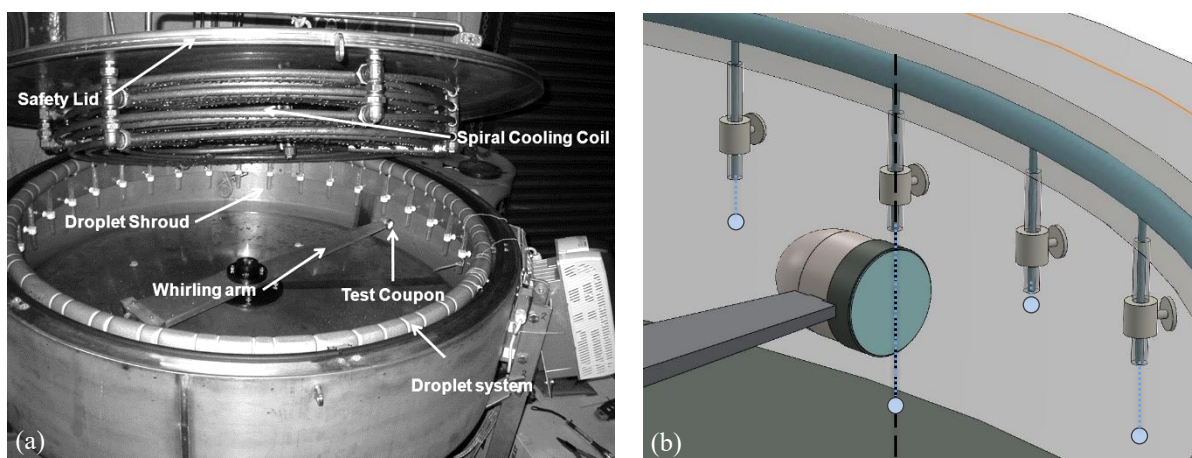 Safety Lid
Spiral Cooling Coil
Droplet Shroud
Whirling arm
Test Coupon
Droplet system
(a)
(b)